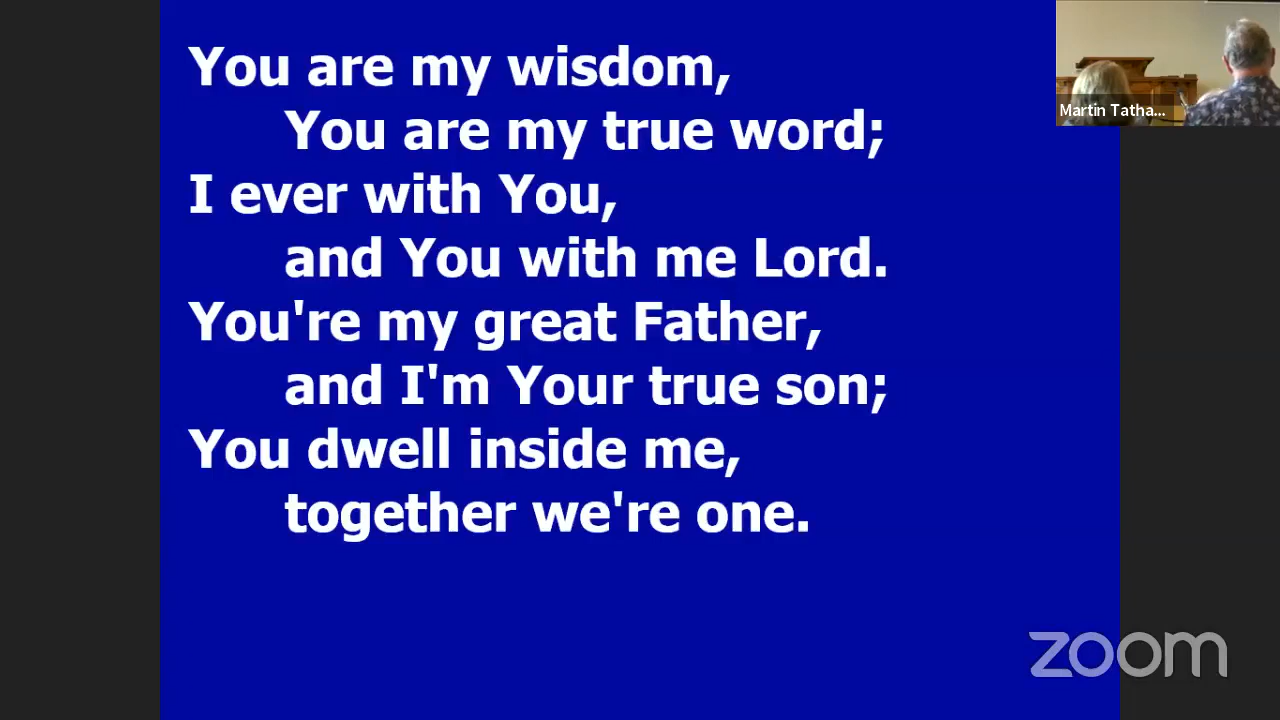 You are my wisdom,
You are my true word;
I ever with You,
and You with me Lord.
You're my great Father,
and I'm Your true son;
You dwell inside me,
together we're one.
Martin Tatha...
zoom